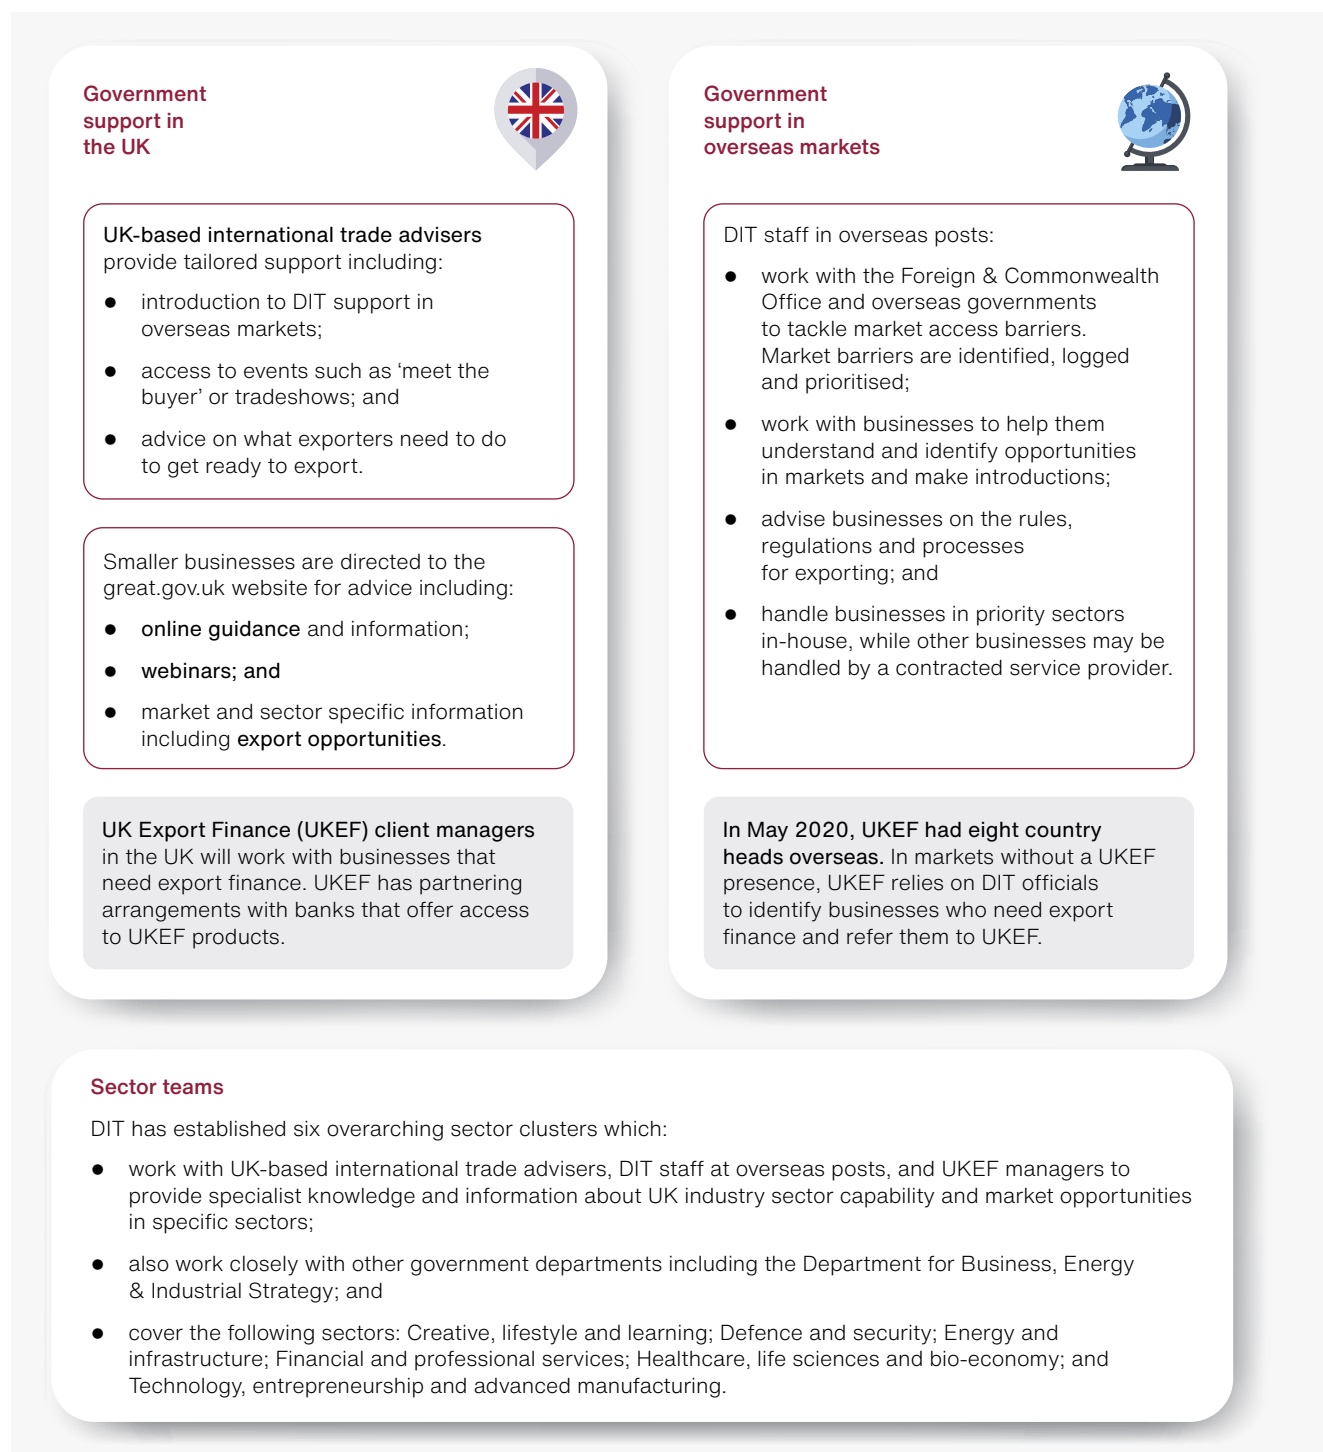 Government
support in
the UK
UK-based international trade advisers
provide tailored support including:
● introduction to DIT support in
overseas markets;
● access to events such as ‘meet the
buyer’ or tradeshows; and
● advice on what exporters need to do
to get ready to export.
Smaller businesses are directed to the
great.gov.uk website for advice including:
● online guidance and information;
● webinars; and
● market and sector specific information
including export opportunities.
UK Export Finance (UKEF) client managers
in the UK will work with businesses that
need export finance. UKEF has partnering
arrangements with banks that offer access
to UKEF products.
Government
support in
overseas markets
DIT staff in overseas posts:
● work with the Foreign & Commonwealth
Office and overseas governments
to tackle market access barriers.
Market barriers are identified, logged
and prioritised;
● work with businesses to help them
understand and identify opportunities
in markets and make introductions;
● advise businesses on the rules,
regulations and processes
for exporting; and
● handle businesses in priority sectors
in-house, while other businesses may be
handled by a contracted service provider.
In May 2020, UKEF had eight country
heads overseas. In markets without a UKEF
presence, UKEF relies on DIT officials
to identify businesses who need export
finance and refer them to UKEF.
Sector teams
DIT has established six overarching sector clusters which:
● work with UK-based international trade advisers, DIT staff at overseas posts, and UKEF managers to
provide specialist knowledge and information about UK industry sector capability and market opportunities
in specific sectors;
● also work closely with other government departments including the Department for Business, Energy
& Industrial Strategy; and
● cover the following sectors: Creative, lifestyle and learning; Defence and security; Energy and
infrastructure; Financial and professional services; Healthcare, life sciences and bio-economy; and
Technology, entrepreneurship and advanced manufacturing.